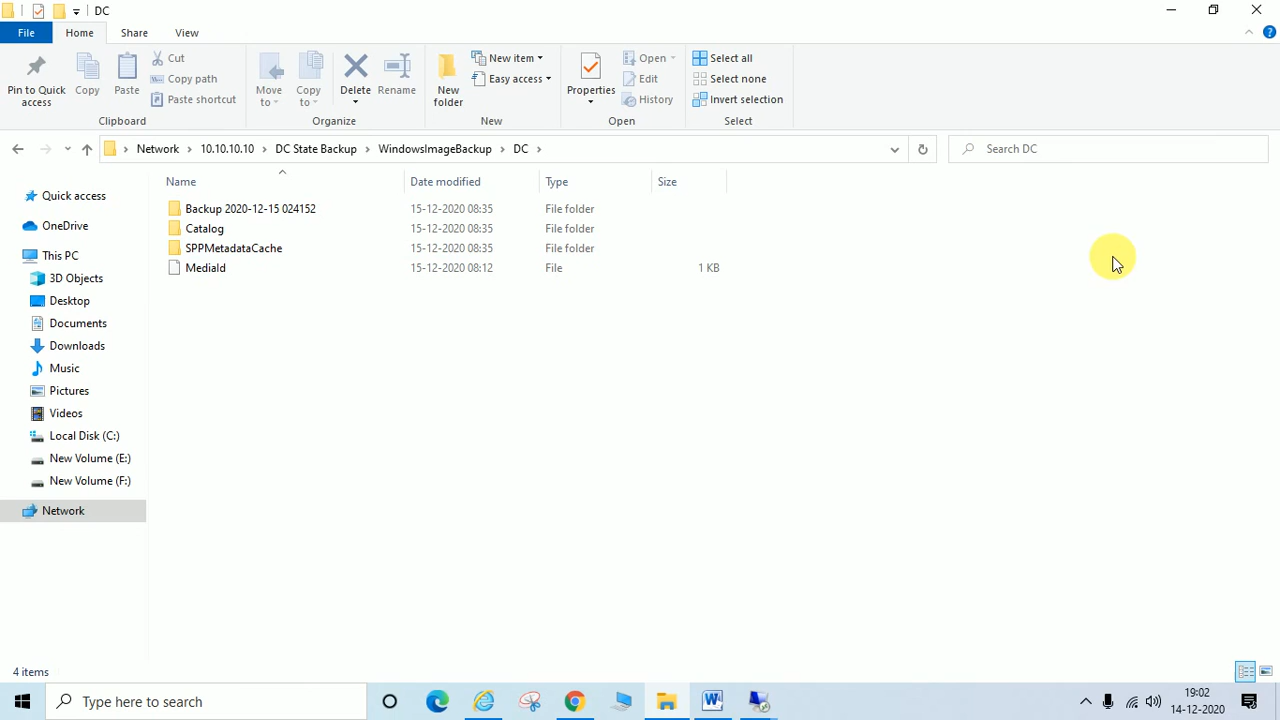 DC
File Home Share View
Pin to Quick access
Copy
Paste
Cut
Copy path
Paste shortcut
Clipboard
Move to
Copy to
Delete
Rename
Organize
New folder
New item
Easy access
New
Properties
Open
Edit
History
Open
Select all
Select none
Invert selection
Select
Network › 10.10.10.10 › DC State Backup › WindowsImageBackup › DC ›
Search DC
Name Date modified Type Size
Backup 2020-12-15 024152 15-12-2020 08:35 File folder
Catalog 15-12-2020 08:35 File folder
SPPMetadataCache 15-12-2020 08:35 File folder
MediaId 15-12-2020 08:12 File 1 KB
Quick access
OneDrive
This PC
3D Objects
Desktop
Documents
Downloads
Music
Pictures
Videos
Local Disk (C:)
New Volume (E:)
New Volume (F:)
Network
4 items
Type here to search
19:02
14-12-2020